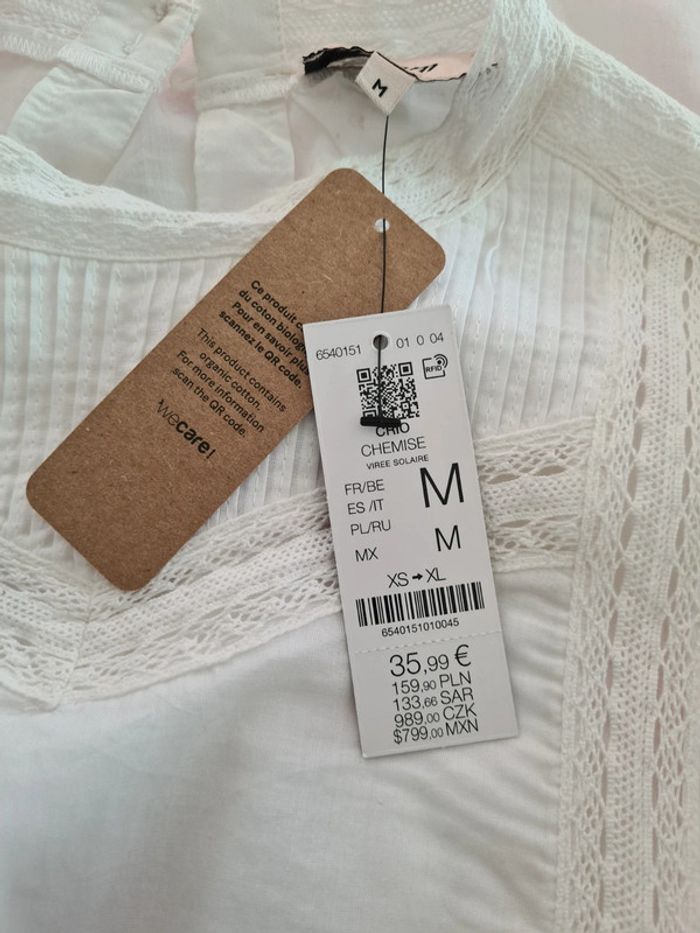 M
Ce produit
du coton biolog
Pour en savoir plus
scannez le QR code.
This product contains
organic cotton.
For more information
scan the QR code.
wecare!
6540151
01 0 04
RFID
CRIO
CHEMISE
VIREE SOLAIRE
FR/BE
ES /IT
M
PL/RU
MX
M
XS → XL
6540151010045
35,99 €
159,90 PLN
133,66 SAR
989,00 CZK
$799,00 MXN